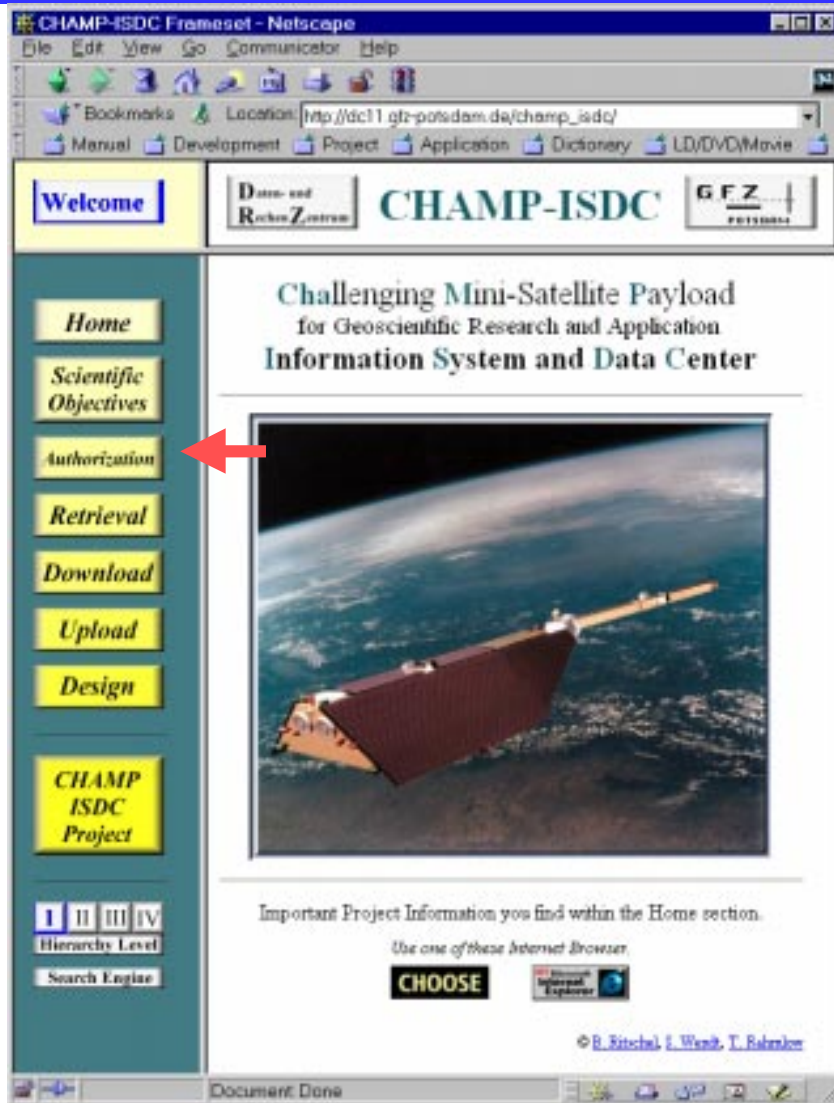 CHAMP-ISDC Frameset - Netscape
File Edit View Go Communicator Help
Bookmarks Location: http://dc11.gfz-potsdam.de/champ_isdc/
Manual Development Project Application Dictionary LD/DVD/Movie
Welcome
Daten- und
RechenZentrum
CHAMP-ISDC
GFZ
POTSDAM
Challenging Mini-Satellite Payload
for Geoscientific Research and Application
Information System and Data Center
Home
Scientific
Objectives
Authorization
Retrieval
Download
Upload
Design
CHAMP
ISDC
Project
I II III IV
Hierarchy Level
Search Engine
Important Project Information you find within the Home section.
Use one of these Internet Browser.
CHOOSE
Microsoft
Internet
Explorer
© B. Ritschel, S. Wendt, T. Rahmlow
Document: Done